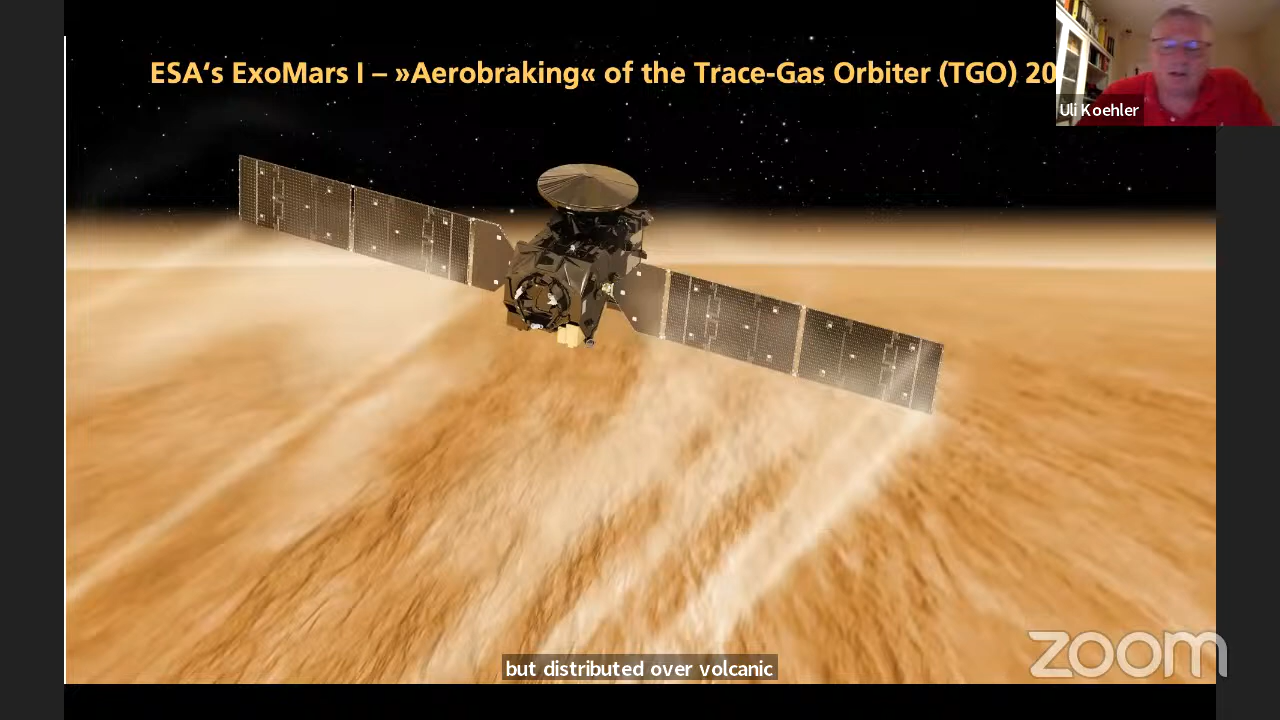 ESA‘s ExoMars I – »Aerobraking« of the Trace-Gas Orbiter (TGO) 20
Uli Koehler
but distributed over volcanic
zoom